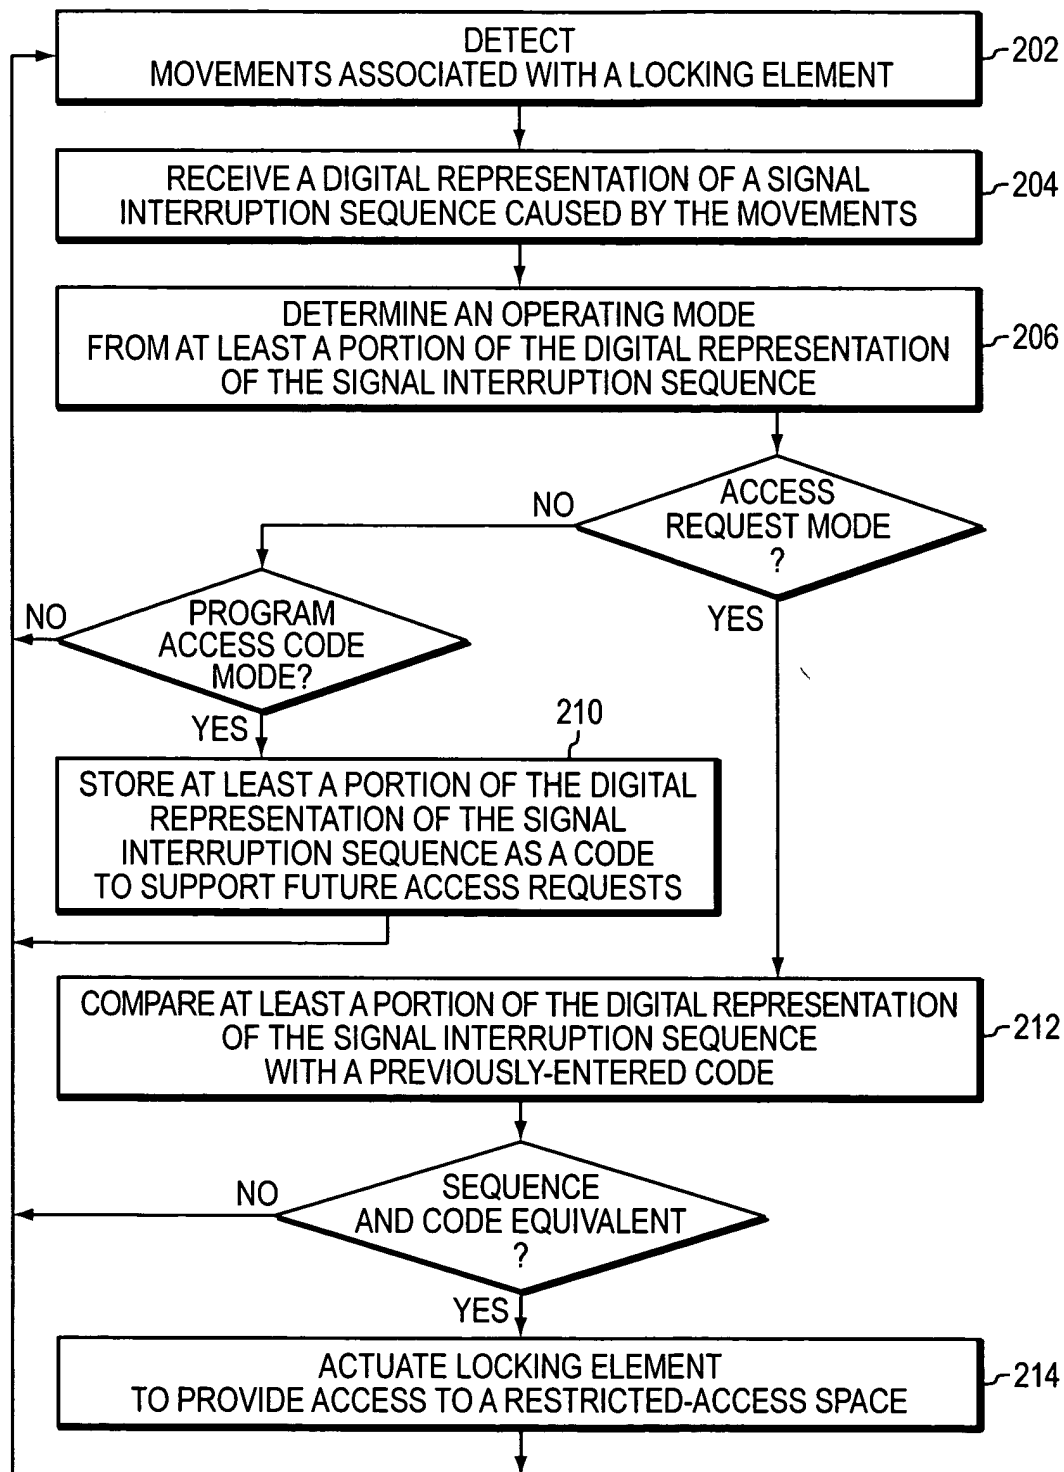 DETECT
MOVEMENTS ASSOCIATED WITH A LOCKING ELEMENT
202
RECEIVE A DIGITAL REPRESENTATION OF A SIGNAL
INTERRUPTION SEQUENCE CAUSED BY THE MOVEMENTS
204
DETERMINE AN OPERATING MODE
FROM AT LEAST A PORTION OF THE DIGITAL REPRESENTATION
OF THE SIGNAL INTERRUPTION SEQUENCE
206
ACCESS
REQUEST MODE
?
NO
YES
PROGRAM
ACCESS CODE
MODE?
NO
YES
210
STORE AT LEAST A PORTION OF THE DIGITAL
REPRESENTATION OF THE SIGNAL
INTERRUPTION SEQUENCE AS A CODE
TO SUPPORT FUTURE ACCESS REQUESTS
COMPARE AT LEAST A PORTION OF THE DIGITAL REPRESENTATION
OF THE SIGNAL INTERRUPTION SEQUENCE
WITH A PREVIOUSLY-ENTERED CODE
212
SEQUENCE
AND CODE EQUIVALENT
?
NO
YES
ACTUATE LOCKING ELEMENT
TO PROVIDE ACCESS TO A RESTRICTED-ACCESS SPACE
214